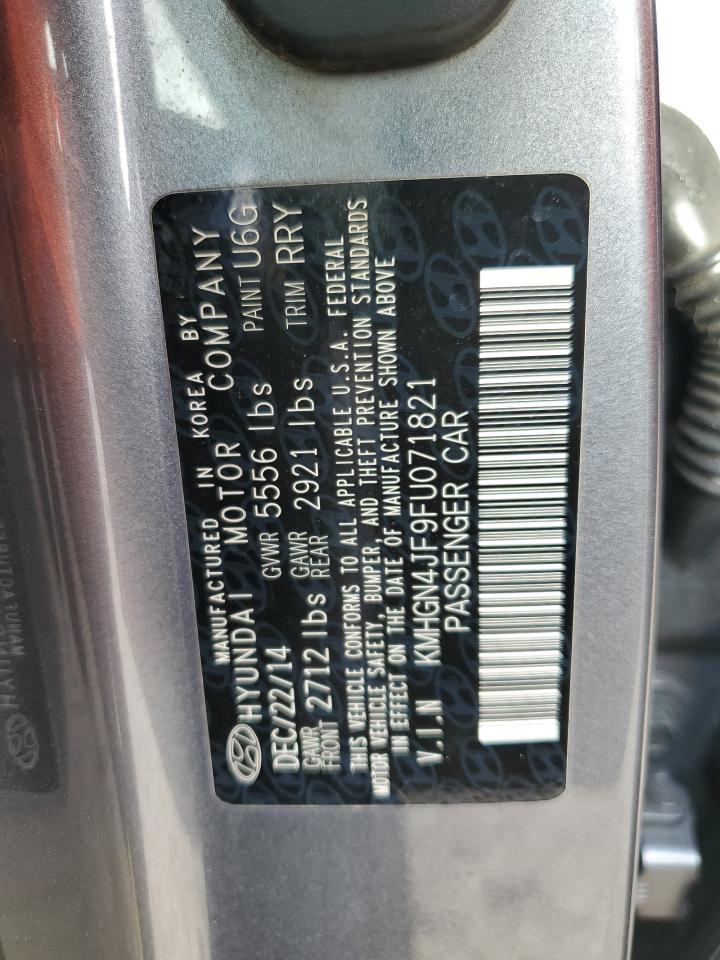 MANUFACTURED IN KOREA BY
HYUNDAI MOTOR COMPANY
DEC/22/14 GVWR 5556 lbs PAINT U6G
GAWR FRONT 2712 lbs GAWR REAR 2921 lbs TRIM RRY
THIS VEHICLE CONFORMS TO ALL APPLICABLE U.S.A. FEDERAL
MOTOR VEHICLE SAFETY, BUMPER, AND THEFT PREVENTION STANDARDS
IN EFFECT ON THE DATE OF MANUFACTURE SHOWN ABOVE
V.I.N KMHGN4JF9FU071821
PASSENGER CAR